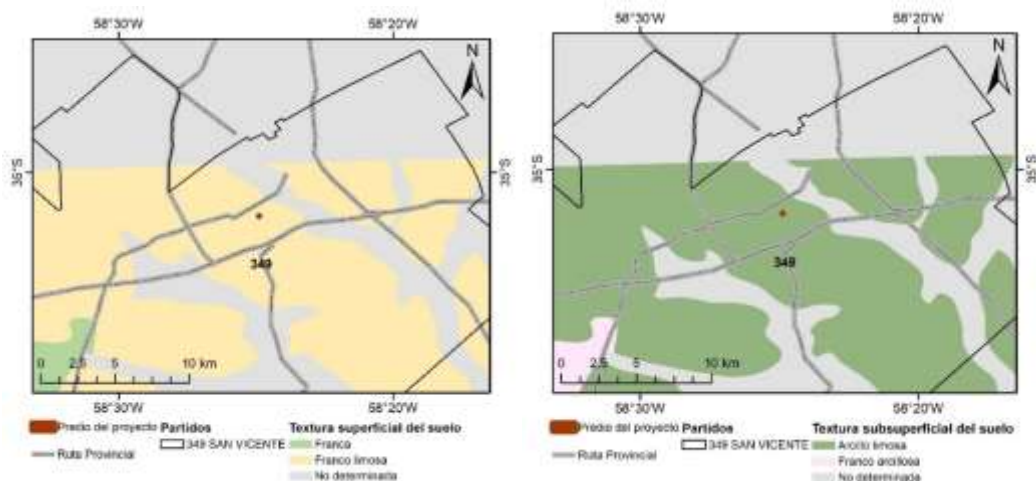 58°30'W 58°20'W
N
35°S 35°S
349
0 2,5 5 10 km
58°30'W 58°20'W
Predio del proyecto Partidos Textura superficial del suelo
349 SAN VICENTE Franca
Ruta Provincial Franco limosa
No determinada
58°30'W 58°20'W
N
35°S 35°S
349
0 2,5 5 10 km
58°30'W 58°20'W
Predio del proyecto Partidos Textura subsuperficial del suelo
349 SAN VICENTE Arcillo limosa
Ruta Provincial Franco arcillosa
No determinada